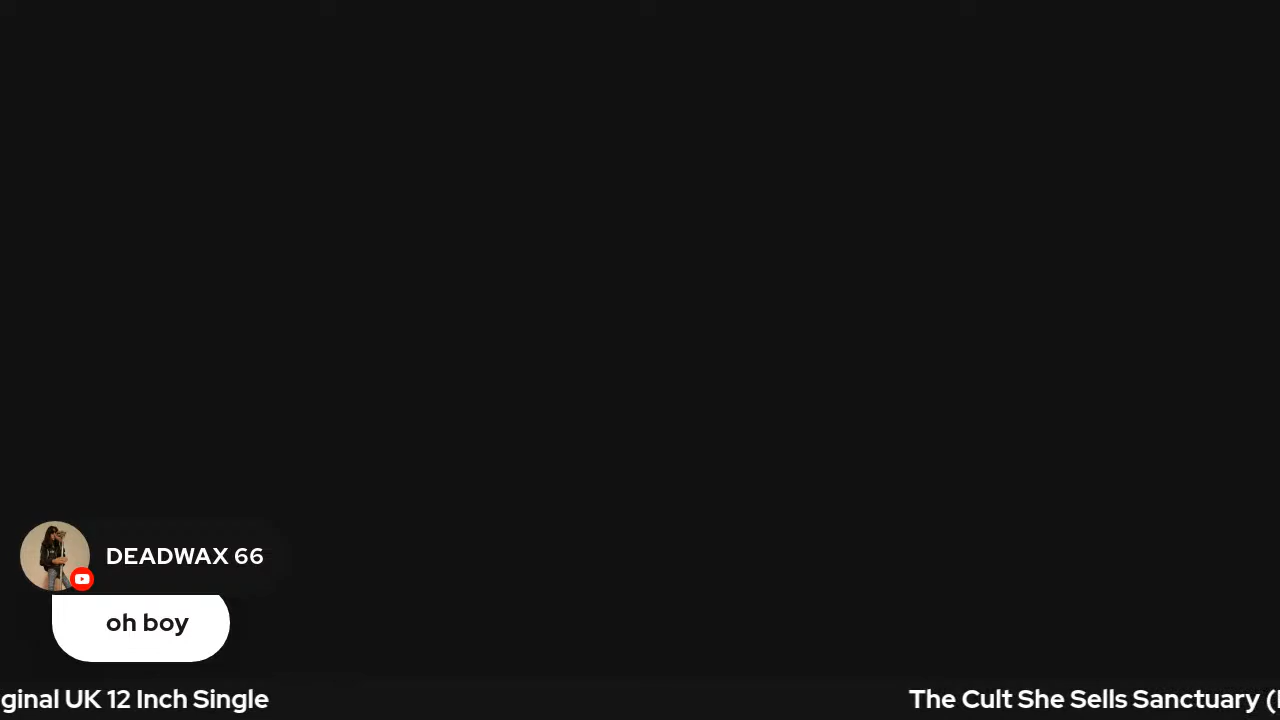 DEADWAX 66
oh boy
ginal UK 12 Inch Single
The Cult She Sells Sanctuary (